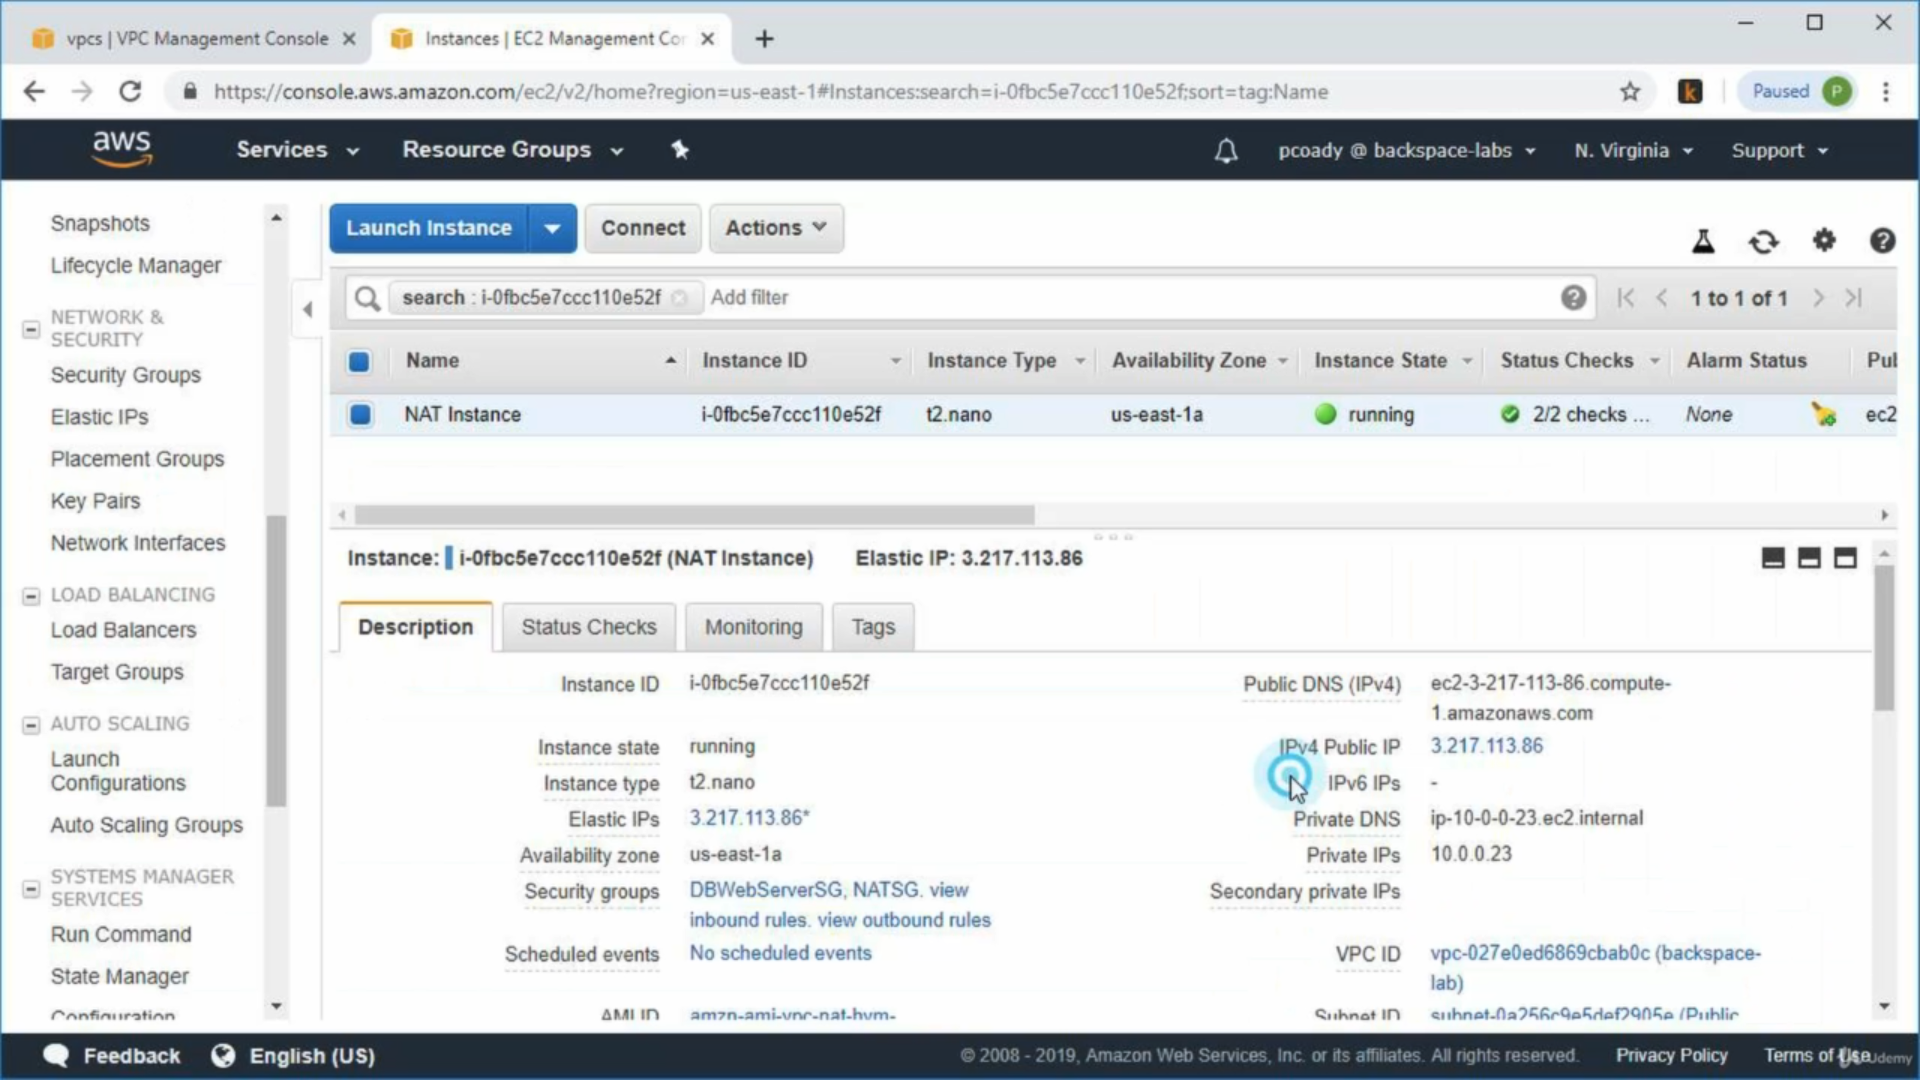 vpcs | VPC Management Console
Instances | EC2 Management Con
https://console.aws.amazon.com/ec2/v2/home?region=us-east-1#Instances:search=i-0fbc5e7ccc110e52f;sort=tag:Name
k
Paused P
aws
Services
Resource Groups
pcoady @ backspace-labs
N. Virginia
Support
Snapshots
Lifecycle Manager
NETWORK &
SECURITY
Security Groups
Elastic IPs
Placement Groups
Key Pairs
Network Interfaces
LOAD BALANCING
Load Balancers
Target Groups
AUTO SCALING
Launch
Configurations
Auto Scaling Groups
SYSTEMS MANAGER
SERVICES
Run Command
State Manager
Configuration
Launch Instance
Connect
Actions
search : i-0fbc5e7ccc110e52f Add filter
1 to 1 of 1
Name Instance ID Instance Type Availability Zone Instance State Status Checks Alarm Status Pub
NAT Instance i-0fbc5e7ccc110e52f t2.nano us-east-1a running 2/2 checks ... None ec2
Instance: i-0fbc5e7ccc110e52f (NAT Instance) Elastic IP: 3.217.113.86
Description Status Checks Monitoring Tags
Instance ID i-0fbc5e7ccc110e52f
Instance state running
Instance type t2.nano
Elastic IPs 3.217.113.86*
Availability zone us-east-1a
Security groups DBWebServerSG, NATSG. view
inbound rules. view outbound rules
Scheduled events No scheduled events
AMI ID amzn-ami-vpc-nat-hvm-
Public DNS (IPv4) ec2-3-217-113-86.compute-
1.amazonaws.com
IPv4 Public IP 3.217.113.86
IPv6 IPs -
Private DNS ip-10-0-0-23.ec2.internal
Private IPs 10.0.0.23
Secondary private IPs
VPC ID vpc-027e0ed6869cbab0c (backspace-
lab)
Subnet ID subnet-0a256c9e5def2905e (Public
Feedback
English (US)
© 2008 - 2019, Amazon Web Services, Inc. or its affiliates. All rights reserved.
Privacy Policy
Terms of Use
Udemy